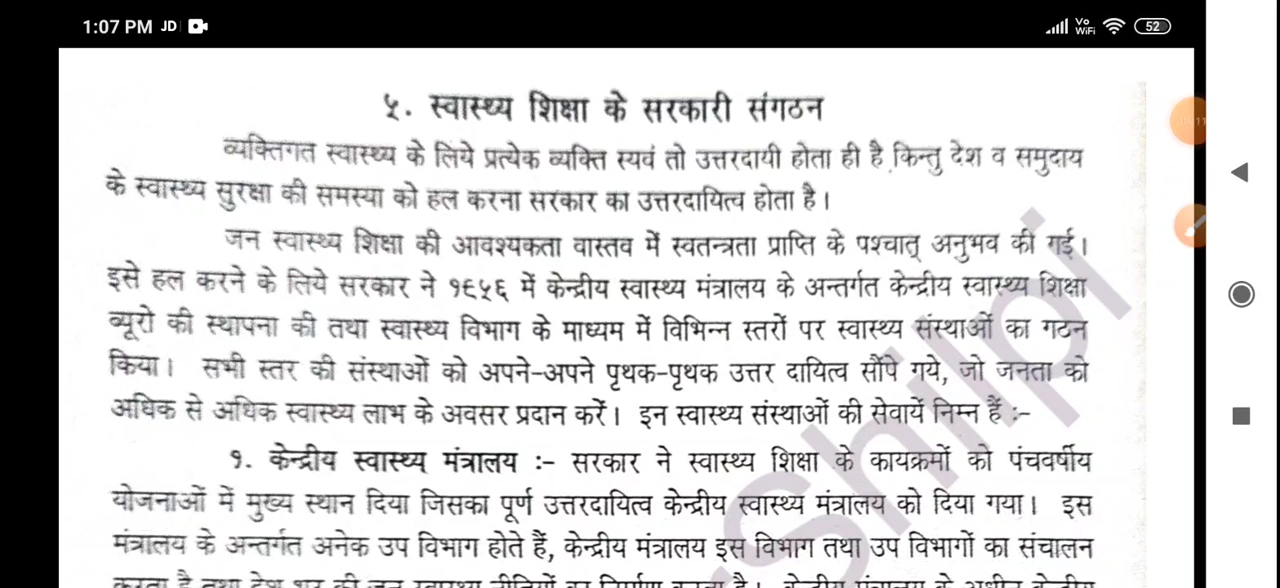 1:07 PM JD
Vo WiFi 52
५. स्वास्थ्य शिक्षा के सरकारी संगठन
व्यक्तिगत स्वास्थ्य के लिये प्रत्येक व्यक्ति स्यवं तो उत्तरदायी होता ही है किन्तु देश व समुदाय
के स्वास्थ्य सुरक्षा की समस्या को हल करना सरकार का उत्तरदायित्व होता है।
जन स्वास्थ्य शिक्षा की आवश्यकता वास्तव में स्वतन्त्रता प्राप्ति के पश्चात् अनुभव की गई।
इसे हल करने के लिये सरकार ने १९५६ में केन्द्रीय स्वास्थ्य मंत्रालय के अन्तर्गत केन्द्रीय स्वास्थ्य शिक्षा
ब्यूरो की स्थापना की तथा स्वास्थ्य विभाग के माध्यम में विभिन्न स्तरों पर स्वास्थ्य संस्थाओं का गठन
किया। सभी स्तर की संस्थाओं को अपने-अपने पृथक-पृथक उत्तर दायित्व सौंपे गये, जो जनता को
अधिक से अधिक स्वास्थ्य लाभ के अवसर प्रदान करें। इन स्वास्थ्य संस्थाओं की सेवायें निम्न हैं :-
१. केन्द्रीय स्वास्थ्य मंत्रालय :- सरकार ने स्वास्थ्य शिक्षा के कायक्रमों को पंचवर्षीय
योजनाओं में मुख्य स्थान दिया जिसका पूर्ण उत्तरदायित्व केन्द्रीय स्वास्थ्य मंत्रालय को दिया गया। इस
मंत्रालय के अन्तर्गत अनेक उप विभाग होते हैं, केन्द्रीय मंत्रालय इस विभाग तथा उप विभागों का संचालन
Shilpi